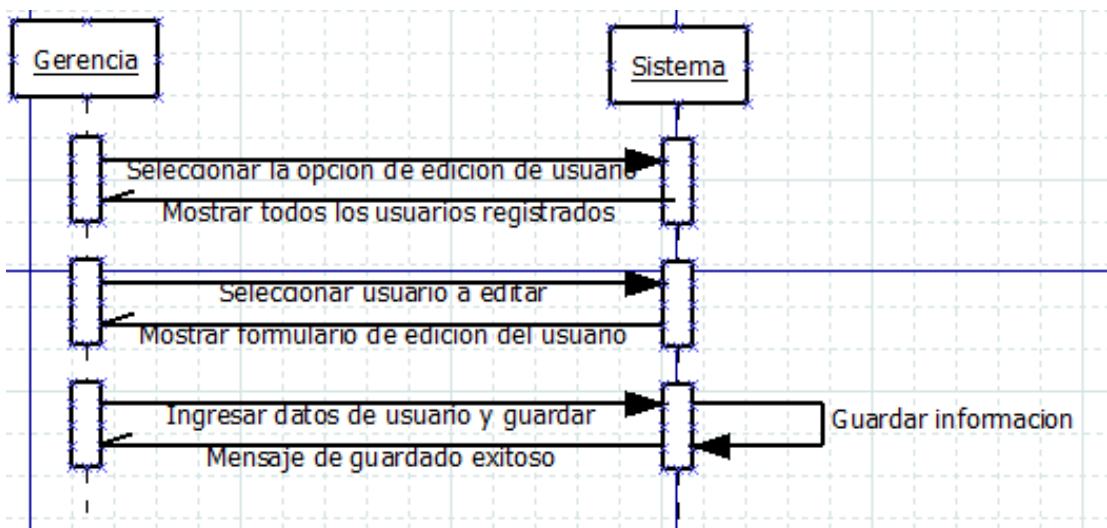 Gerencia
Sistema
Seleccionar la opcion de edicion de usuario
Mostrar todos los usuarios registrados
Seleccionar usuario a editar
Mostrar formulario de edicion del usuario
Ingresar datos de usuario y guardar
Guardar informacion
Mensaje de guardado exitoso